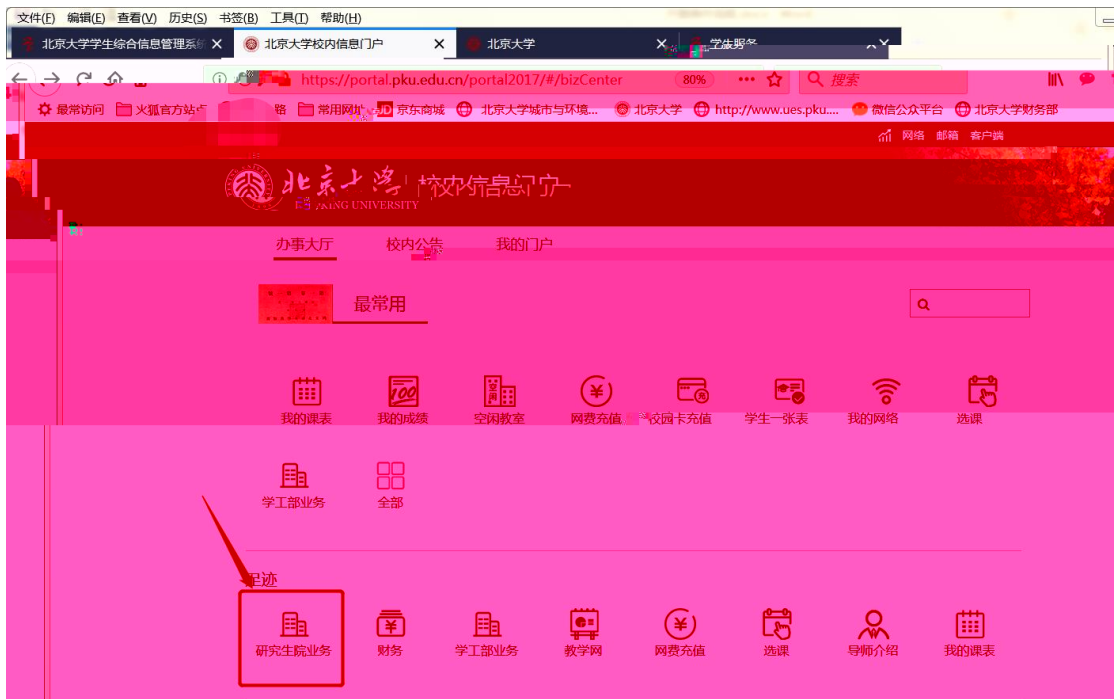 文件(F) 编辑(E) 查看(V) 历史(S) 书签(B) 工具(T) 帮助(H)
北京大学学生综合信息管理系统 北京大学校内信息门户 北京大学
https://portal.pku.edu.cn/portal2017/#/bizCenter 80% 搜索
最常访问 火狐官方站点 路 常用网址 JD 京东商城 北京大学城市与环境... 北京大学 http://www.ues.pku.... 微信公众平台 北京大学财务部
网络 邮箱 客户端
北京大学 校内信息门户
PEKING UNIVERSITY
办事大厅 校内公告 我的门户
最常用
我的课表 我的成绩 空闲教室 网费充值 校园卡充值 学生一张表 我的网络 选课
学工部业务 全部
足迹
研究生院业务 财务 学工部业务 教学网 网费充值 选课 导师介绍 我的课表